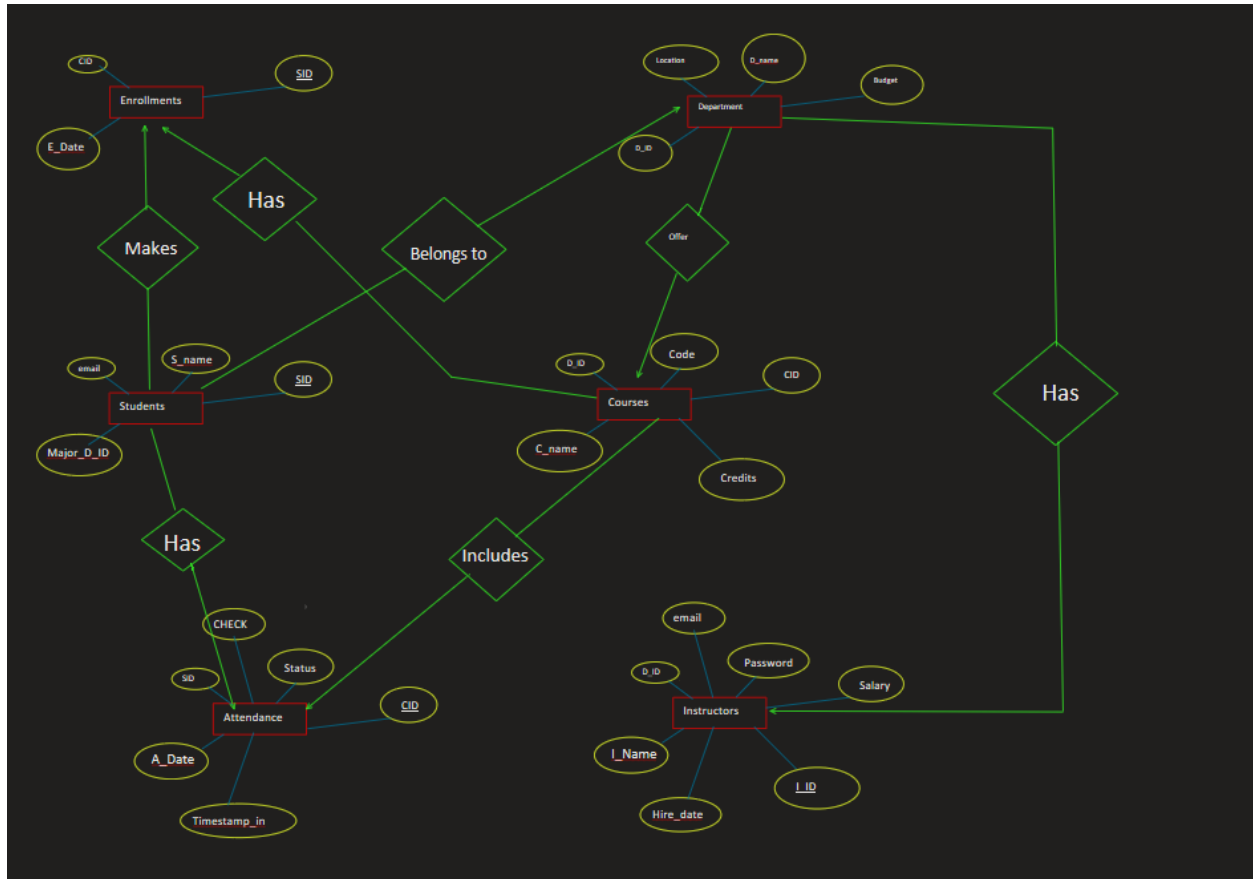 CID
SID
Enrollments
E_Date
Location
D_name
Budget
Department
D_ID
Has
Makes
Belongs to
Offer
email
S_name
SID
Students
Major_D_ID
D_ID
Code
CID
Courses
C_name
Credits
Has
Has
Includes
CHECK
SID
Status
CID
Attendance
A_Date
Timestamp_in
email
D_ID
Password
Salary
Instructors
I_Name
I_ID
Hire_date